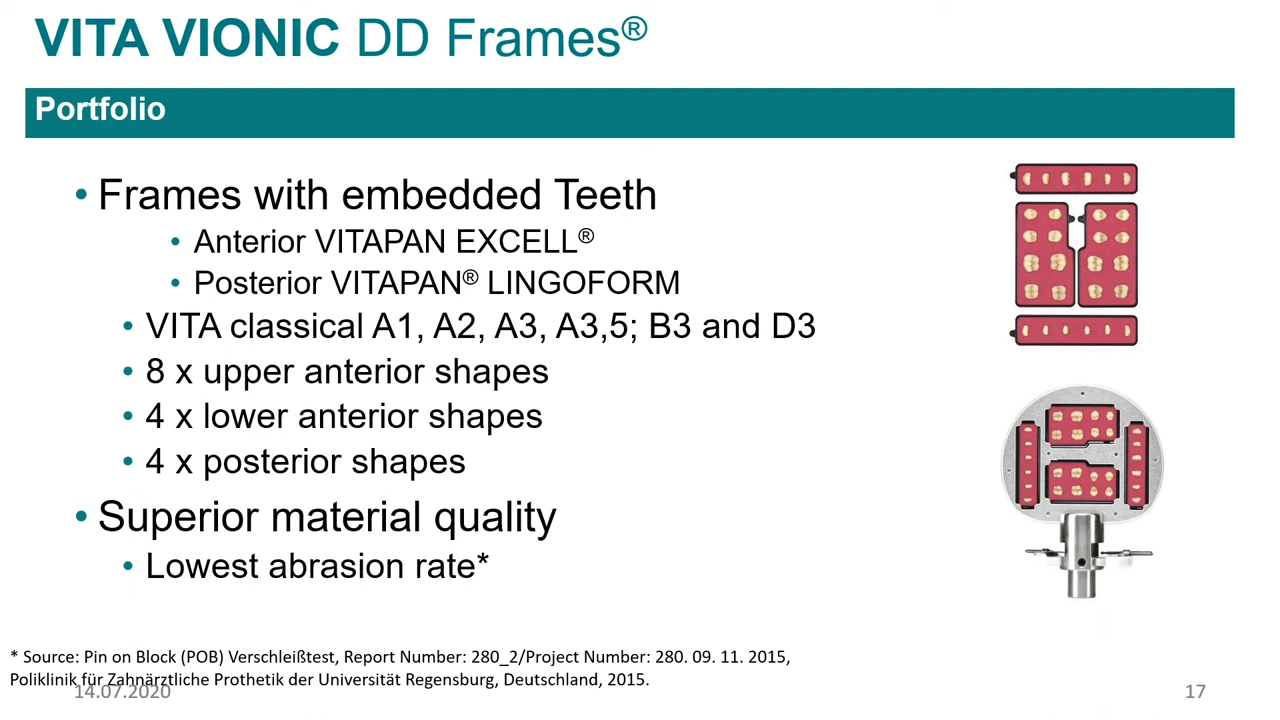 VITA VIONIC DD Frames®
Portfolio
• Frames with embedded Teeth
• Anterior VITAPAN EXCELL®
• Posterior VITAPAN® LINGOFORM
• VITA classical A1, A2, A3, A3,5; B3 and D3
• 8 x upper anterior shapes
• 4 x lower anterior shapes
• 4 x posterior shapes
• Superior material quality
• Lowest abrasion rate*
* Source: Pin on Block (POB) Verschleißtest, Report Number: 280_2/Project Number: 280. 09. 11. 2015,
Poliklinik für Zahnärztliche Prothetik der Universität Regensburg, Deutschland, 2015.
14.07.2020
17